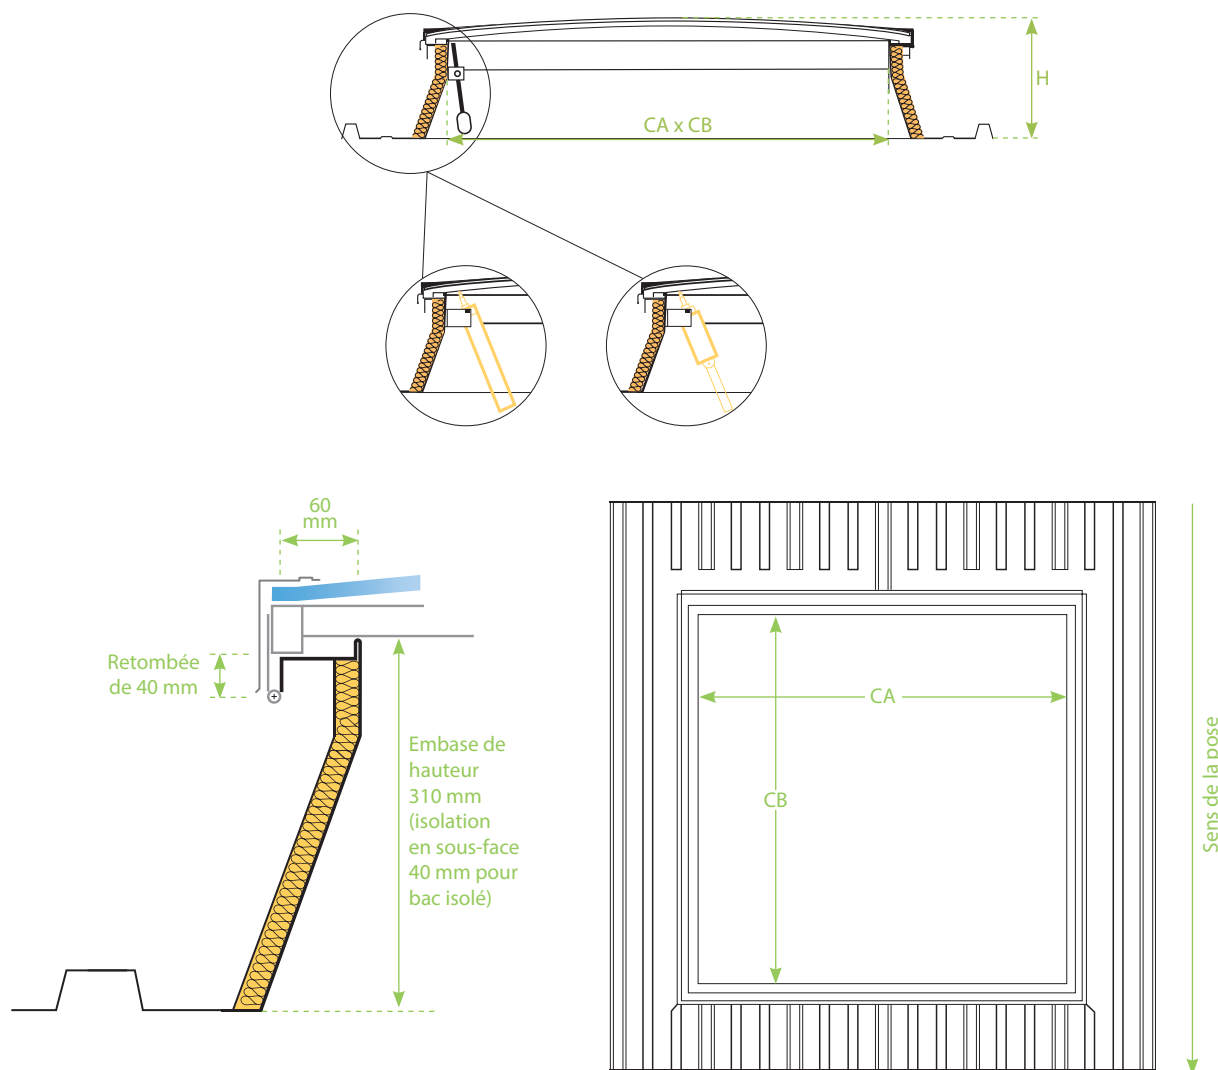 H
CA x CB
60
mm
Retombée
de 40 mm
Embase de
hauteur
310 mm
(isolation
en sous-face
40 mm pour
bac isolé)
CA
CB
Sens de la pose